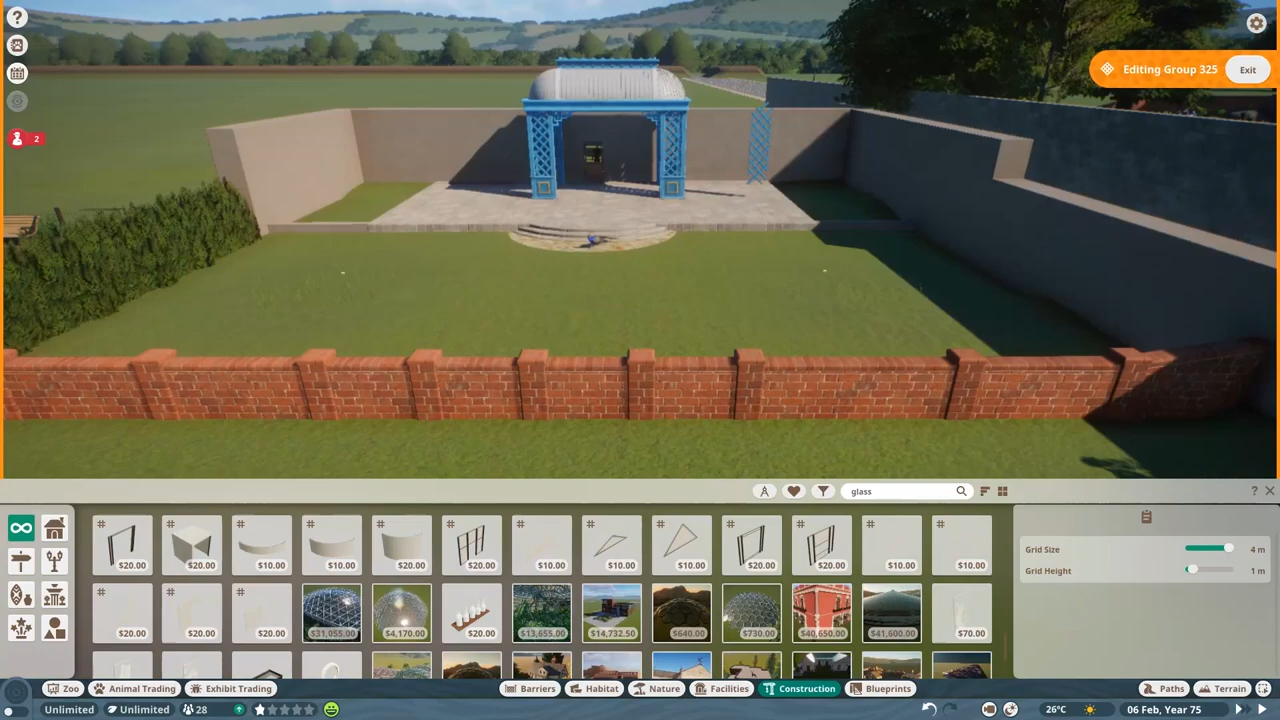 ?
Editing Group 325
Exit
2
glass
?
$20.00 $20.00 $10.00 $10.00 $20.00 $20.00 $10.00 $10.00 $10.00 $20.00 $20.00 $10.00 $10.00
Grid Size 4 m
Grid Height 1 m
$20.00 $20.00 $20.00 $31,055.00 $4,170.00 $20.00 $13,655.00 $14,732.50 $640.00 $730.00 $40,650.00 $41,600.00 $70.00
Zoo Animal Trading Exhibit Trading Barriers Habitat Nature Facilities Construction Blueprints Paths Terrain
Unlimited Unlimited 28 26°C 06 Feb, Year 75